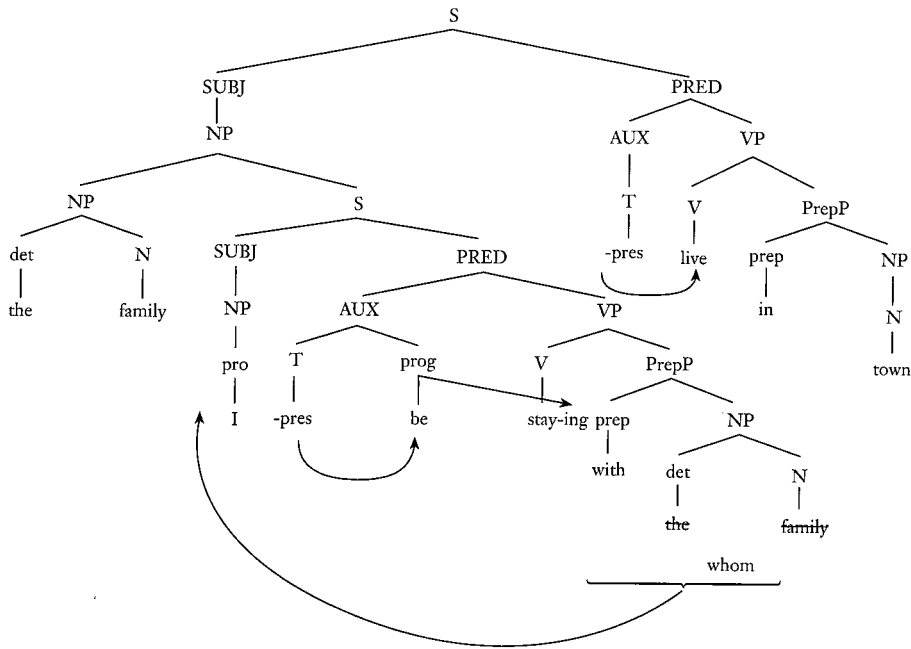 S
SUBJ PRED
NP AUX VP
NP S T V PrepP
det N SUBJ PRED -pres live prep NP
the family NP AUX VP in N
pro T prog V PrepP town
I -pres be stay-ing prep NP
with det N
the family
whom